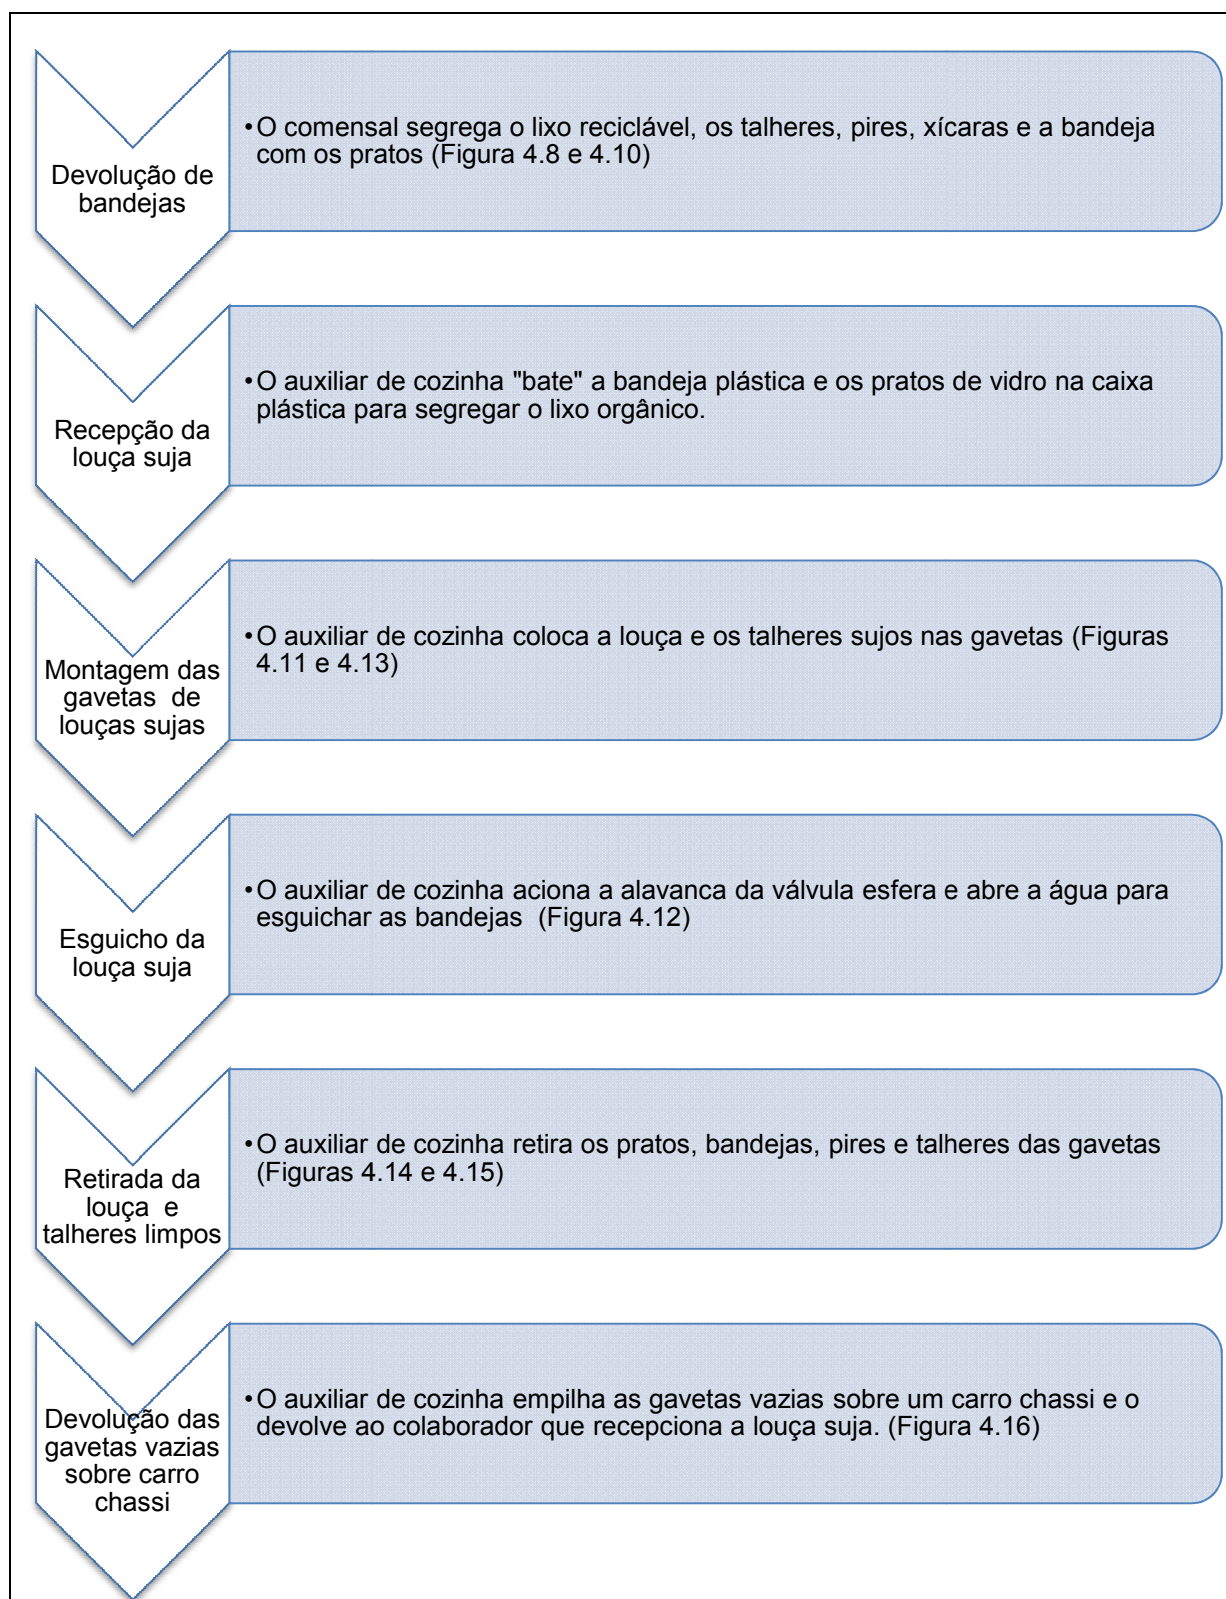 Devolução de
bandejas
•O comensal segrega o lixo reciclável, os talheres, pires, xícaras e a bandeja
com os pratos (Figura 4.8 e 4.10)
Recepção da
louça suja
•O auxiliar de cozinha "bate" a bandeja plástica e os pratos de vidro na caixa
plástica para segregar o lixo orgânico.
Montagem das
gavetas de
louças sujas
•O auxiliar de cozinha coloca a louça e os talheres sujos nas gavetas (Figuras
4.11 e 4.13)
Esguicho da
louça suja
•O auxiliar de cozinha aciona a alavanca da válvula esfera e abre a água para
esguichar as bandejas (Figura 4.12)
Retirada da
louça e
talheres limpos
•O auxiliar de cozinha retira os pratos, bandejas, pires e talheres das gavetas
(Figuras 4.14 e 4.15)
Devolução das
gavetas vazias
sobre carro
chassi
•O auxiliar de cozinha empilha as gavetas vazias sobre um carro chassi e o
devolve ao colaborador que recepciona a louça suja. (Figura 4.16)